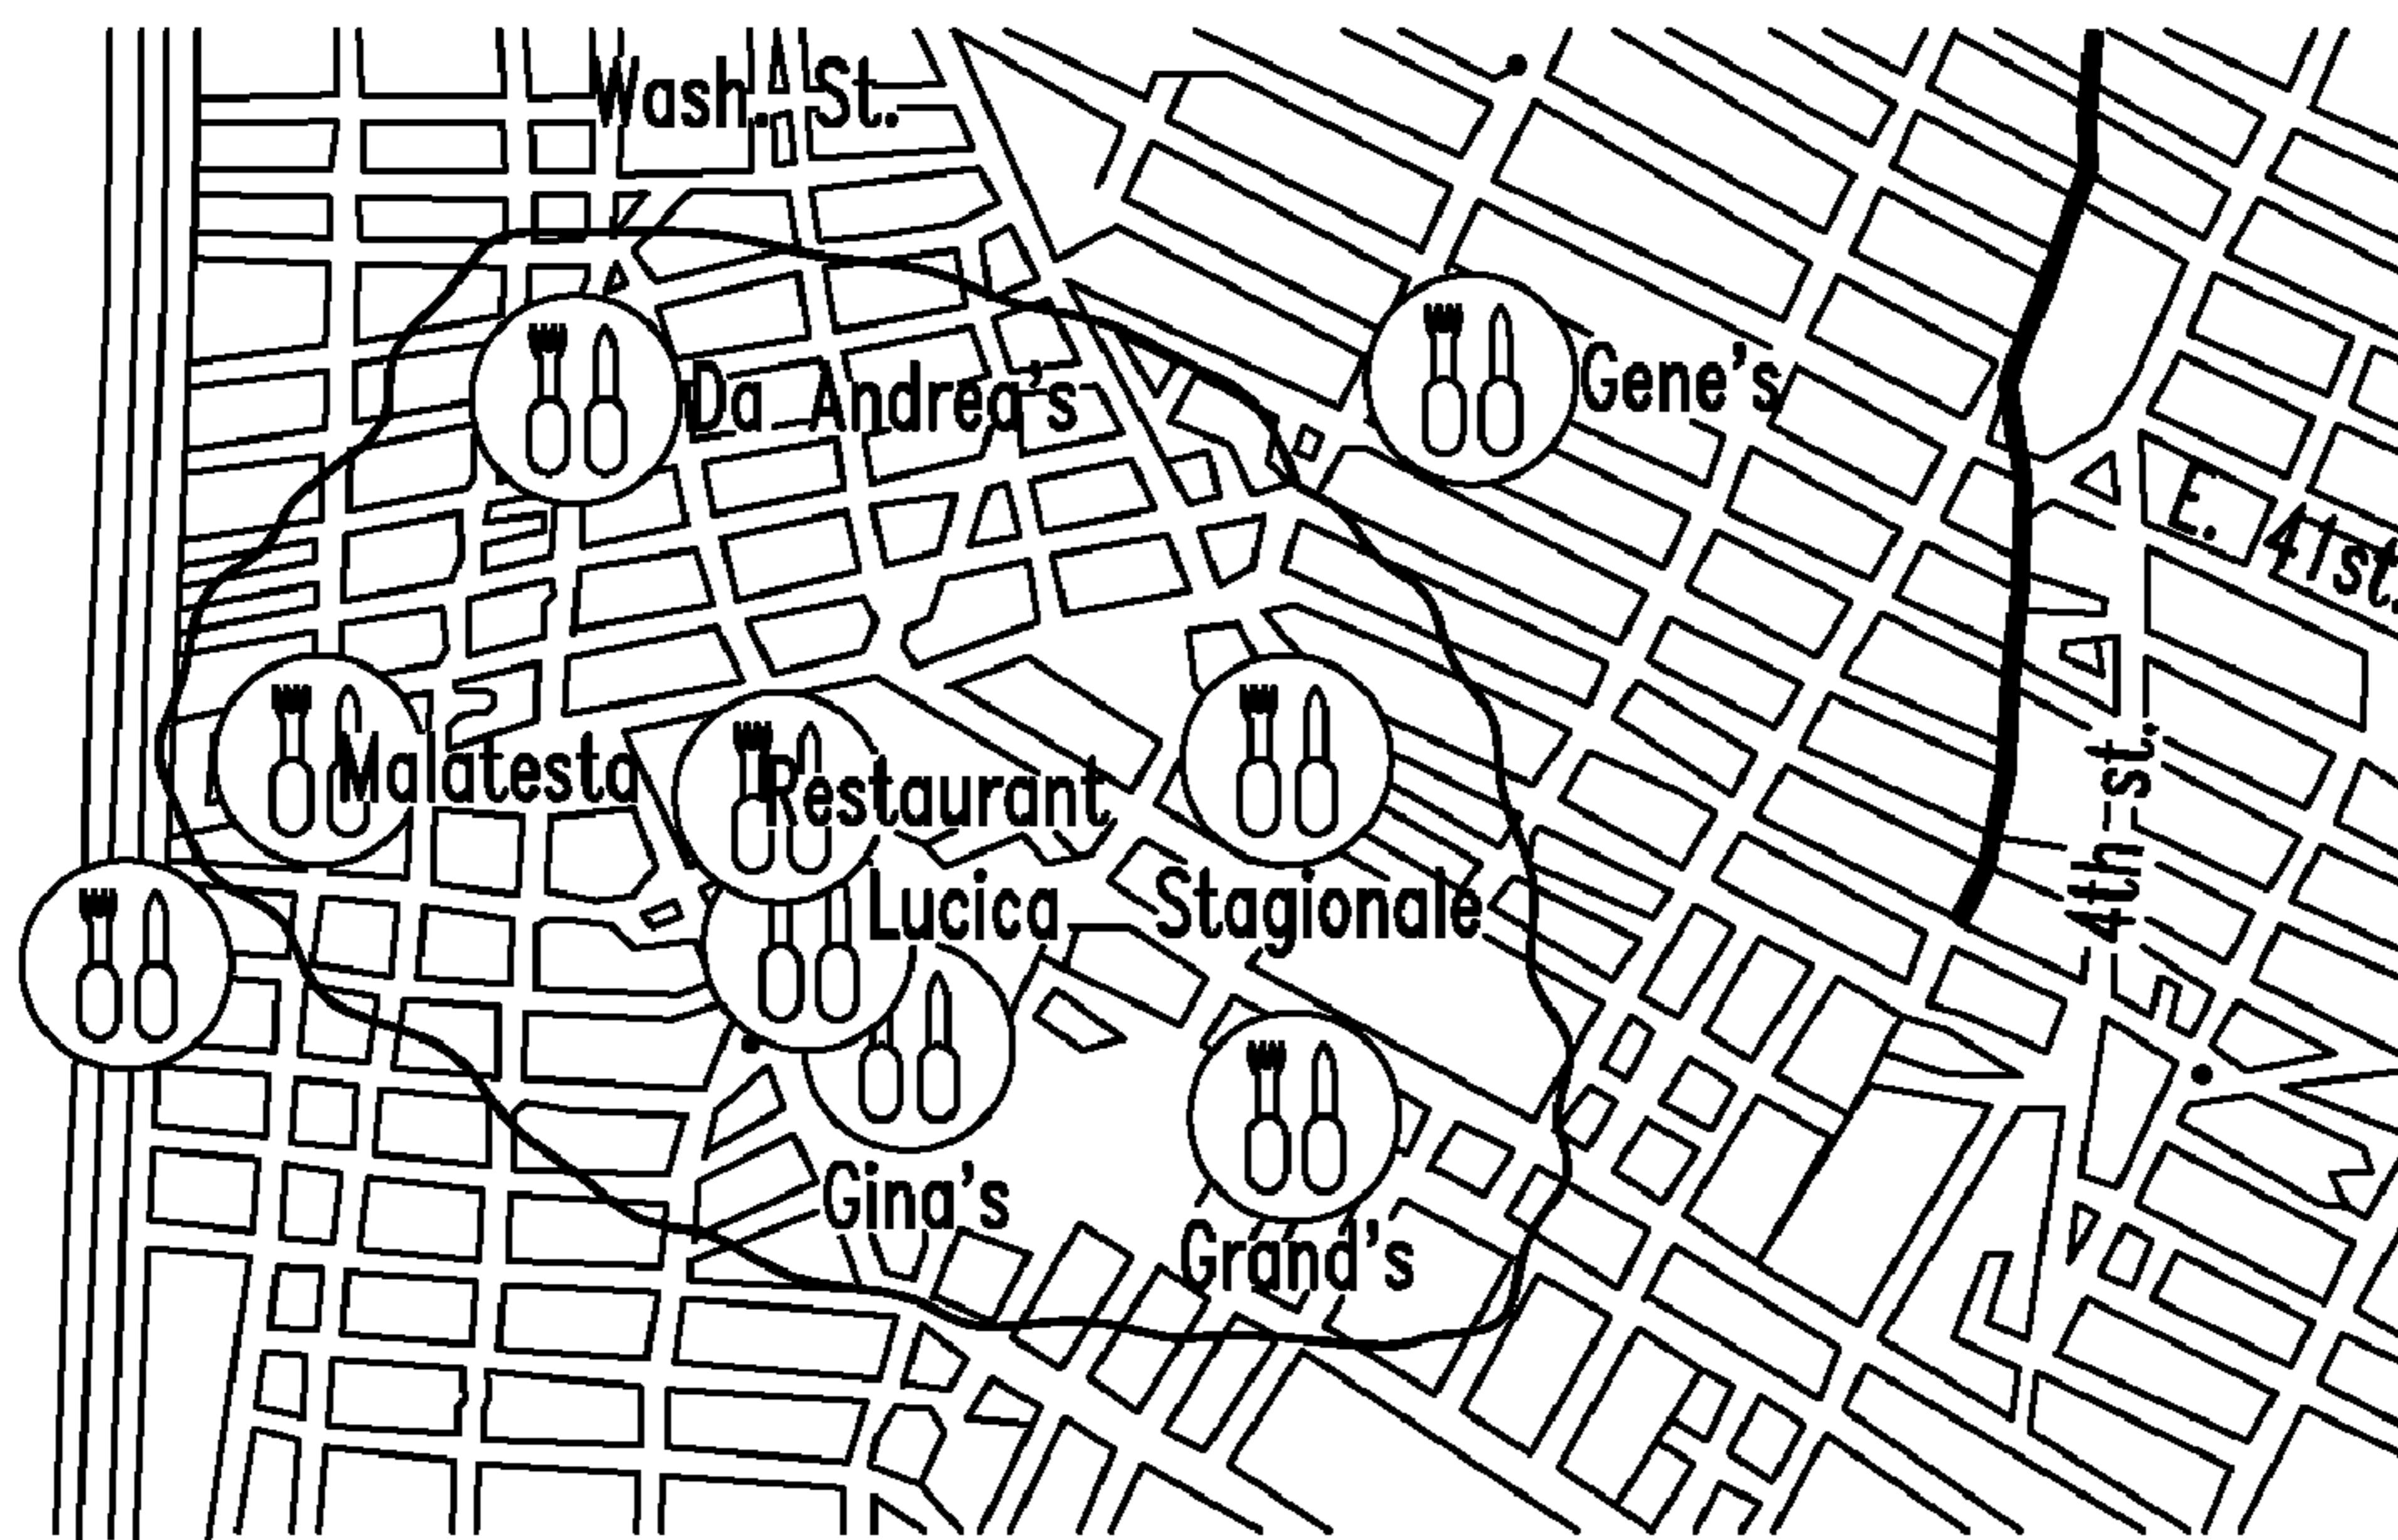 Wash. St.
Da Andrea's
Gene's
E. 41st.
Malatesta
Restaurant
4th-st.
Lucica
Stagionale
Gina's
Grand's